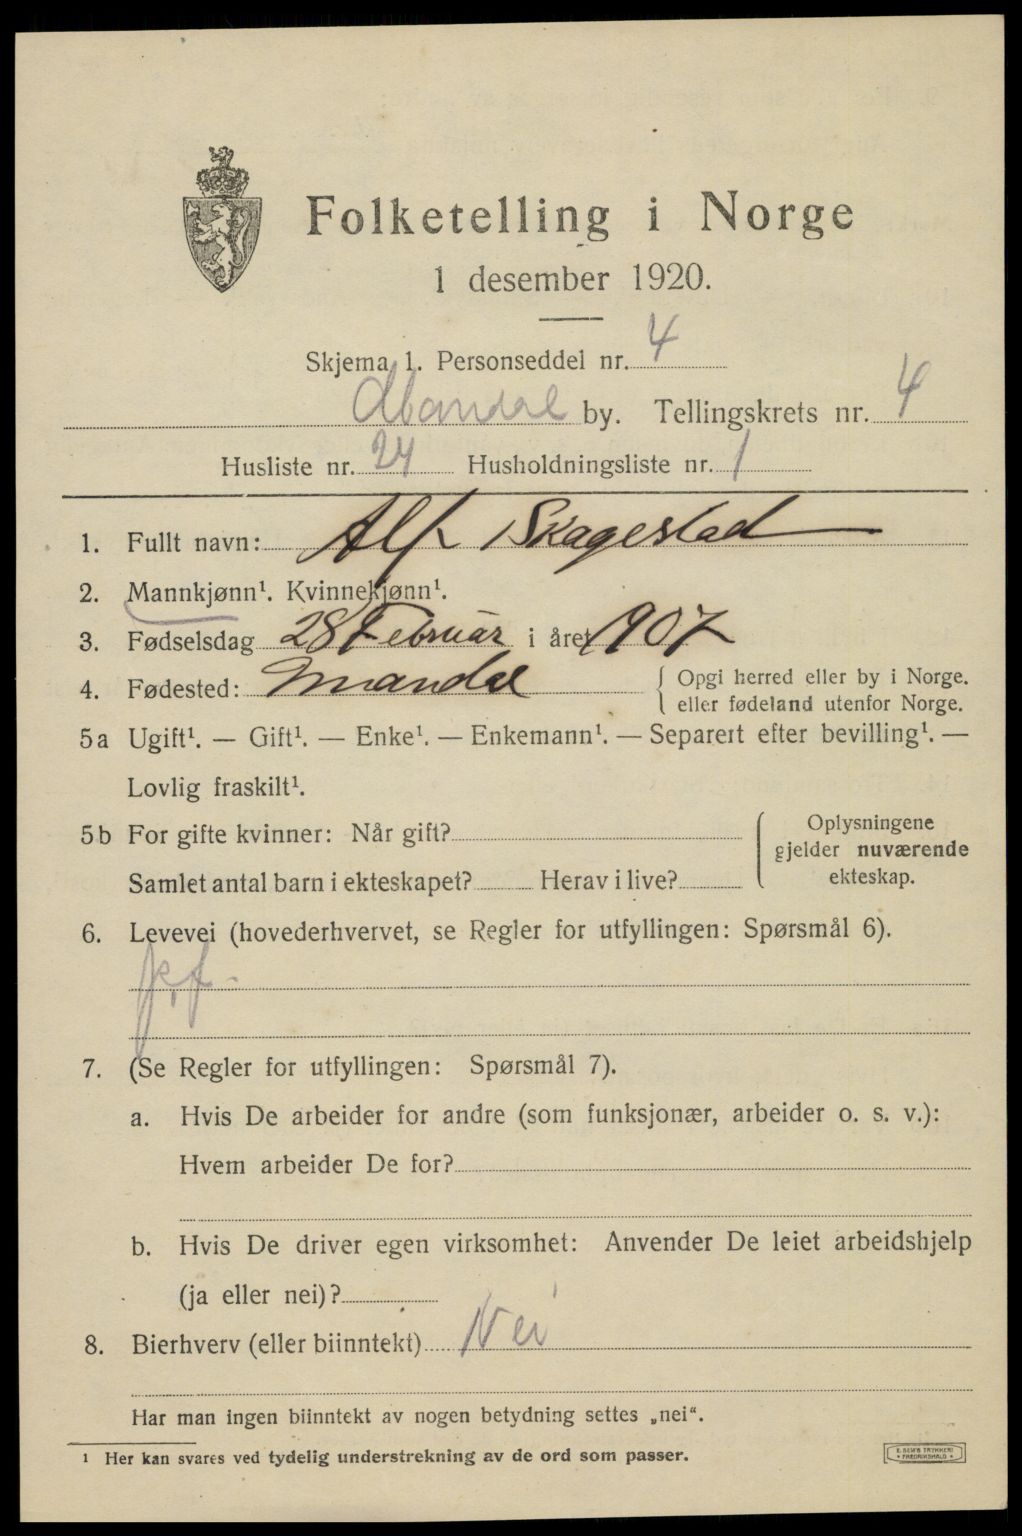 Folketelling i Norge
1 desember 1920.
Skjema 1. Personseddel nr. 4
Mandal by. Tellingskrets nr. 4
Husliste nr. 24 Husholdningsliste nr. 1
1. Fullt navn: Alf Skagestad
2. Mannkjønn¹. Kvinnekjønn¹.
3. Fødselsdag 28 Februar i året 1907
4. Fødested: Mandal { Opgi herred eller by i Norge.
eller fødeland utenfor Norge.
5a Ugift¹. — Gift¹. — Enke¹. — Enkemann¹. — Separert efter bevilling¹. —
Lovlig fraskilt¹.
5b For gifte kvinner: Når gift? { Oplysningene
gjelder nuværende
Samlet antal barn i ekteskapet? Herav i live? ekteskap.
6. Levevei (hovederhvervet, se Regler for utfyllingen: Spørsmål 6).
7. (Se Regler for utfyllingen: Spørsmål 7).
a. Hvis De arbeider for andre (som funksjonær, arbeider o. s. v.):
Hvem arbeider De for?
b. Hvis De driver egen virksomhet: Anvender De leiet arbeidshjelp
(ja eller nei)?
8. Bierhverv (eller biinntekt) Nei
Har man ingen biinntekt av nogen betydning settes „nei“.
¹ Her kan svares ved tydelig understrekning av de ord som passer.
E. SEM'S TRYKKERI
FREDRIKSHALD